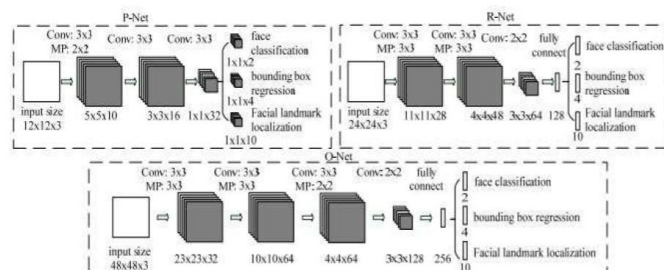 P-Net
Conv: 3x3
MP: 2x2
Conv: 3x3
Conv: 3x3
face
classification
1x1x2
bounding box
regression
1x1x4
Facial landmark
localization
1x1x10
input size
12x12x3
5x5x10
3x3x16
1x1x32
R-Net
Conv: 3x3
MP: 3x3
Conv: 3x3
MP: 3x3
Conv: 2x2
fully
connect
face classification
2
bounding box
regression
4
Facial landmark
localization
10
input size
24x24x3
11x11x28
4x4x48
3x3x64
128
O-Net
Conv: 3x3
MP: 3x3
Conv: 3x3
MP: 3x3
Conv: 3x3
MP: 2x2
Conv: 2x2
fully
connect
face classification
2
bounding box regression
4
Facial landmark localization
10
input size
48x48x3
23x23x32
10x10x64
4x4x64
3x3x128
256